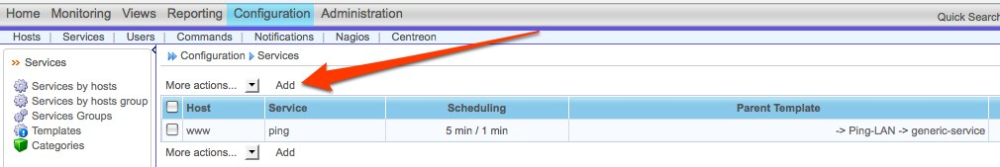 Home Monitoring Views Reporting Configuration Administration
Quick Search
Hosts | Services | Users | Commands | Notifications | Nagios | Centreon
Services
Services by hosts
Services by hosts group
Services Groups
Templates
Categories
Configuration Services
More actions... Add
Host Service Scheduling Parent Template
www ping 5 min / 1 min -> Ping-LAN -> generic-service
More actions... Add